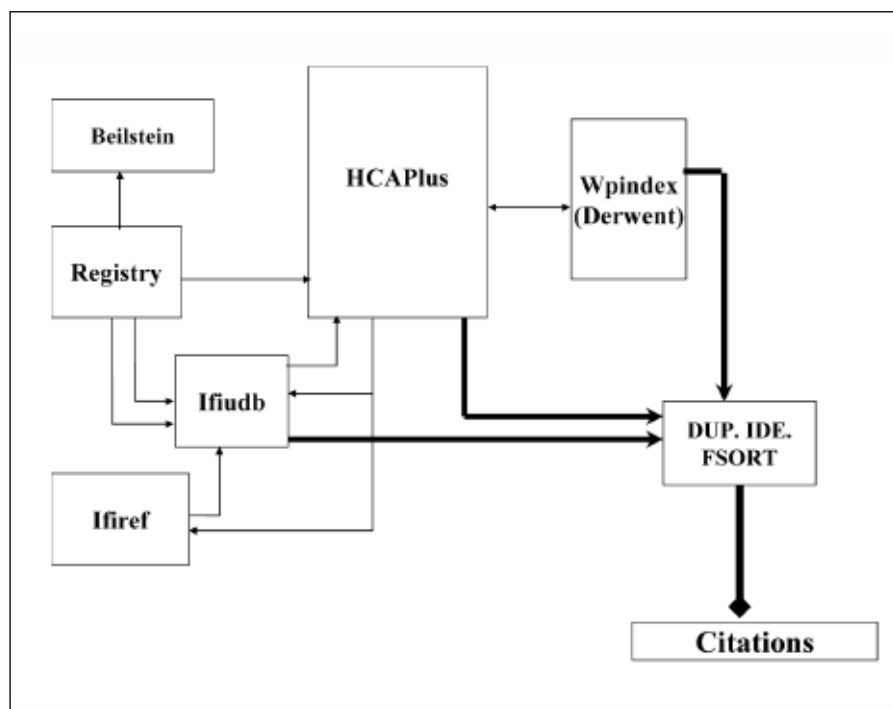 Beilstein
HCAPlus
Wpindex
(Derwent)
Registry
Ifiudb
DUP. IDE.
FSORT
Ifiref
Citations